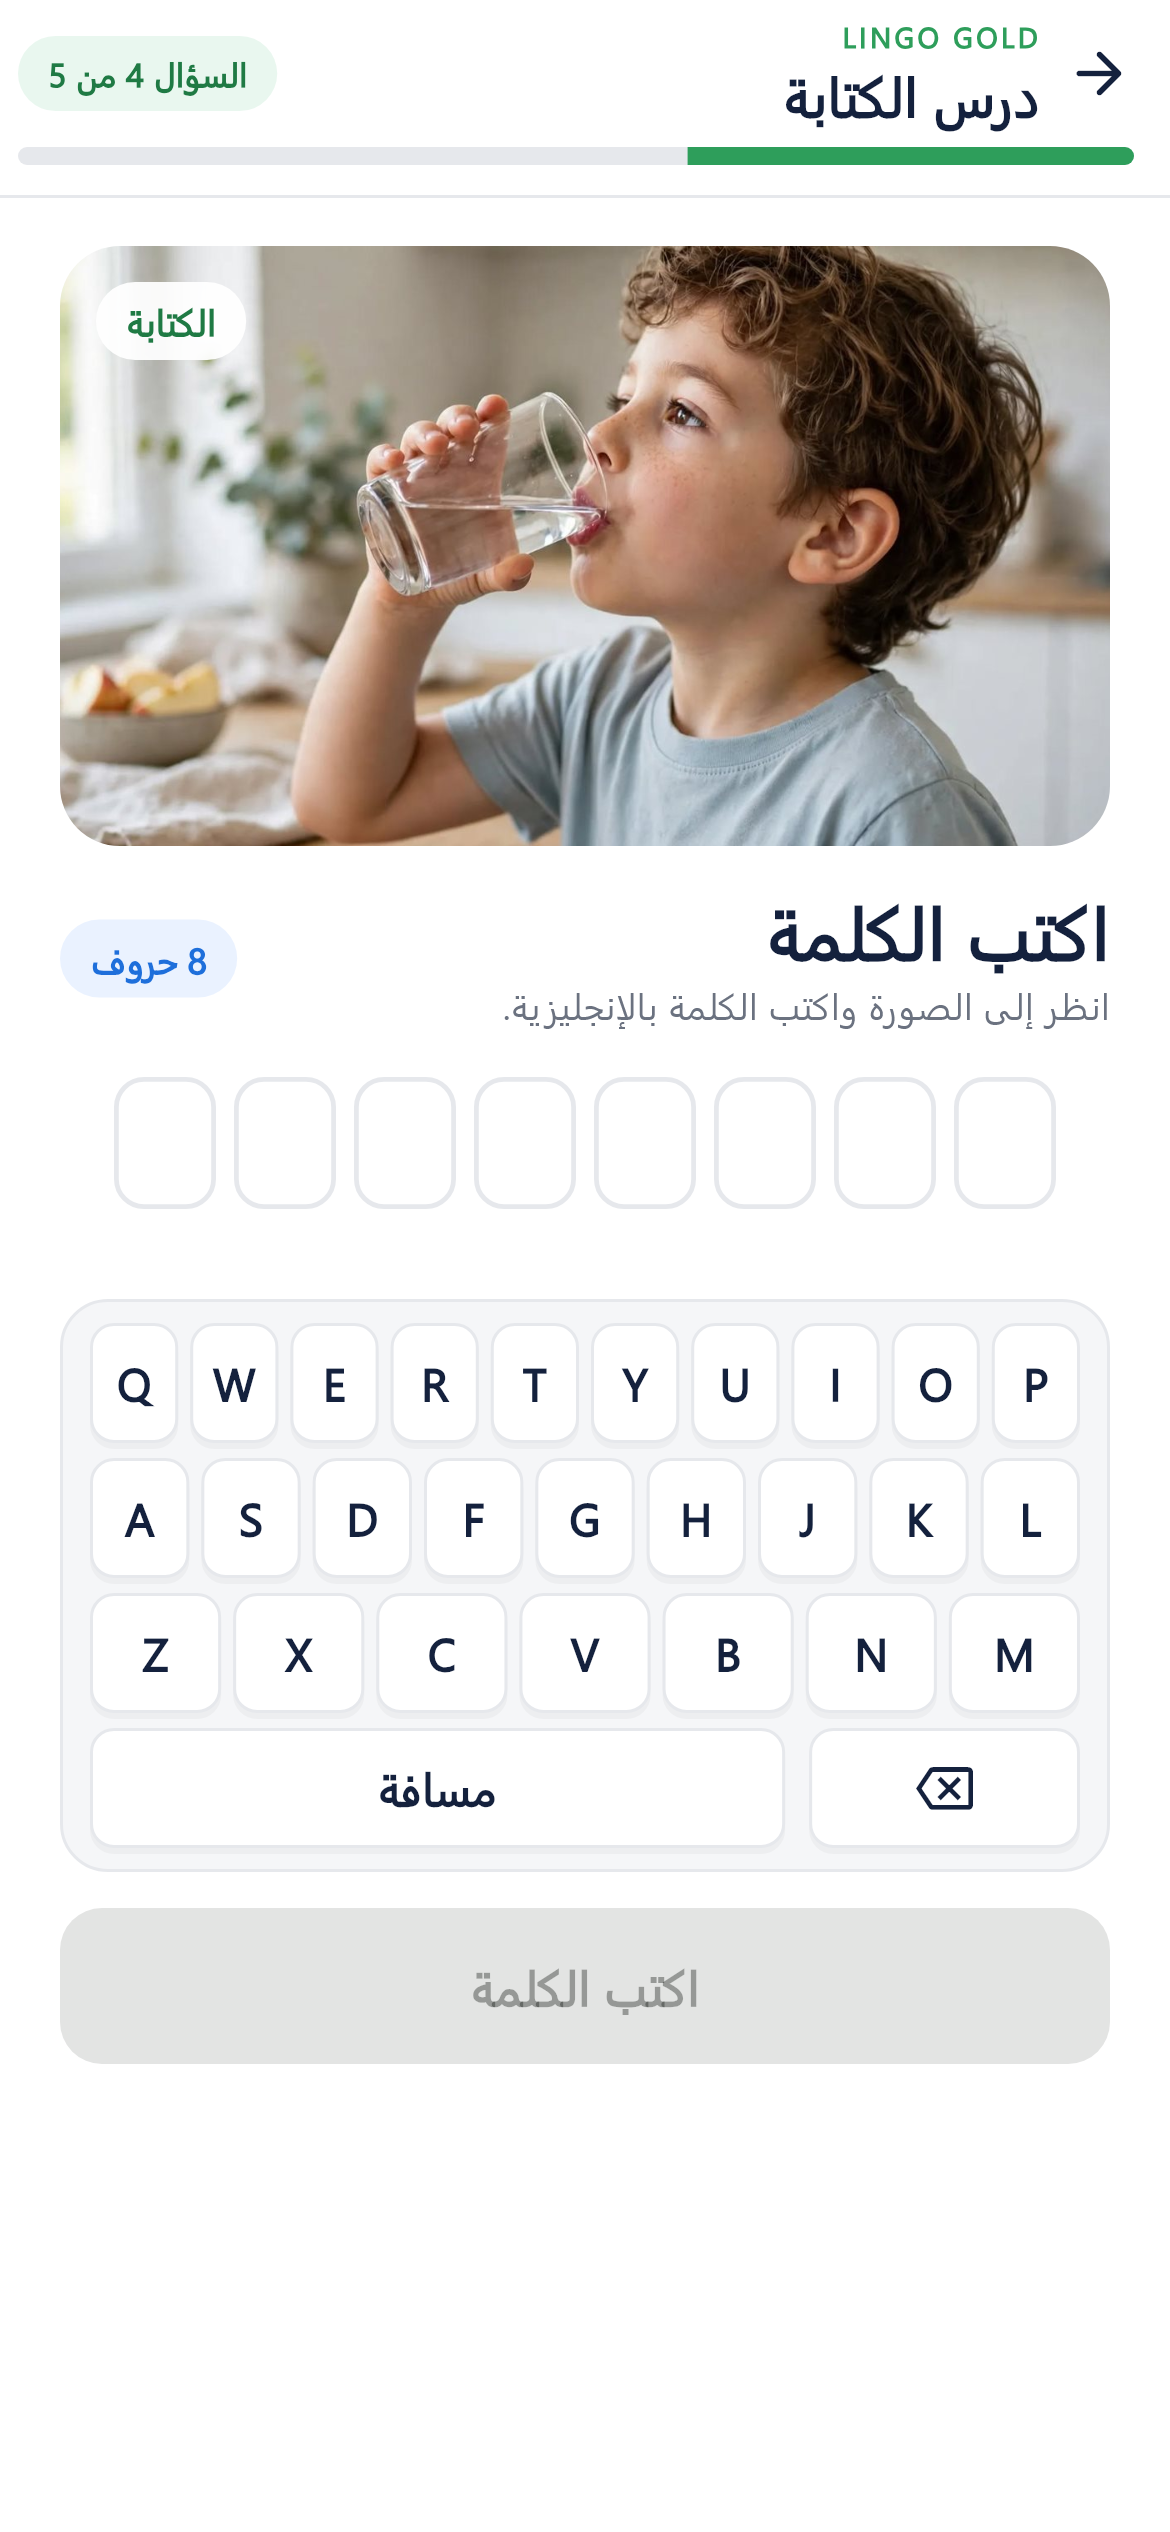 LINGO GOLD
درس الكتابة
السؤال 4 من 5
الكتابة
اكتب الكلمة
8 حروف
انظر إلى الصورة واكتب الكلمة بالإنجليزية.
Q W E R T Y U I O P
A S D F G H J K L
Z X C V B N M
مسافة
اكتب الكلمة